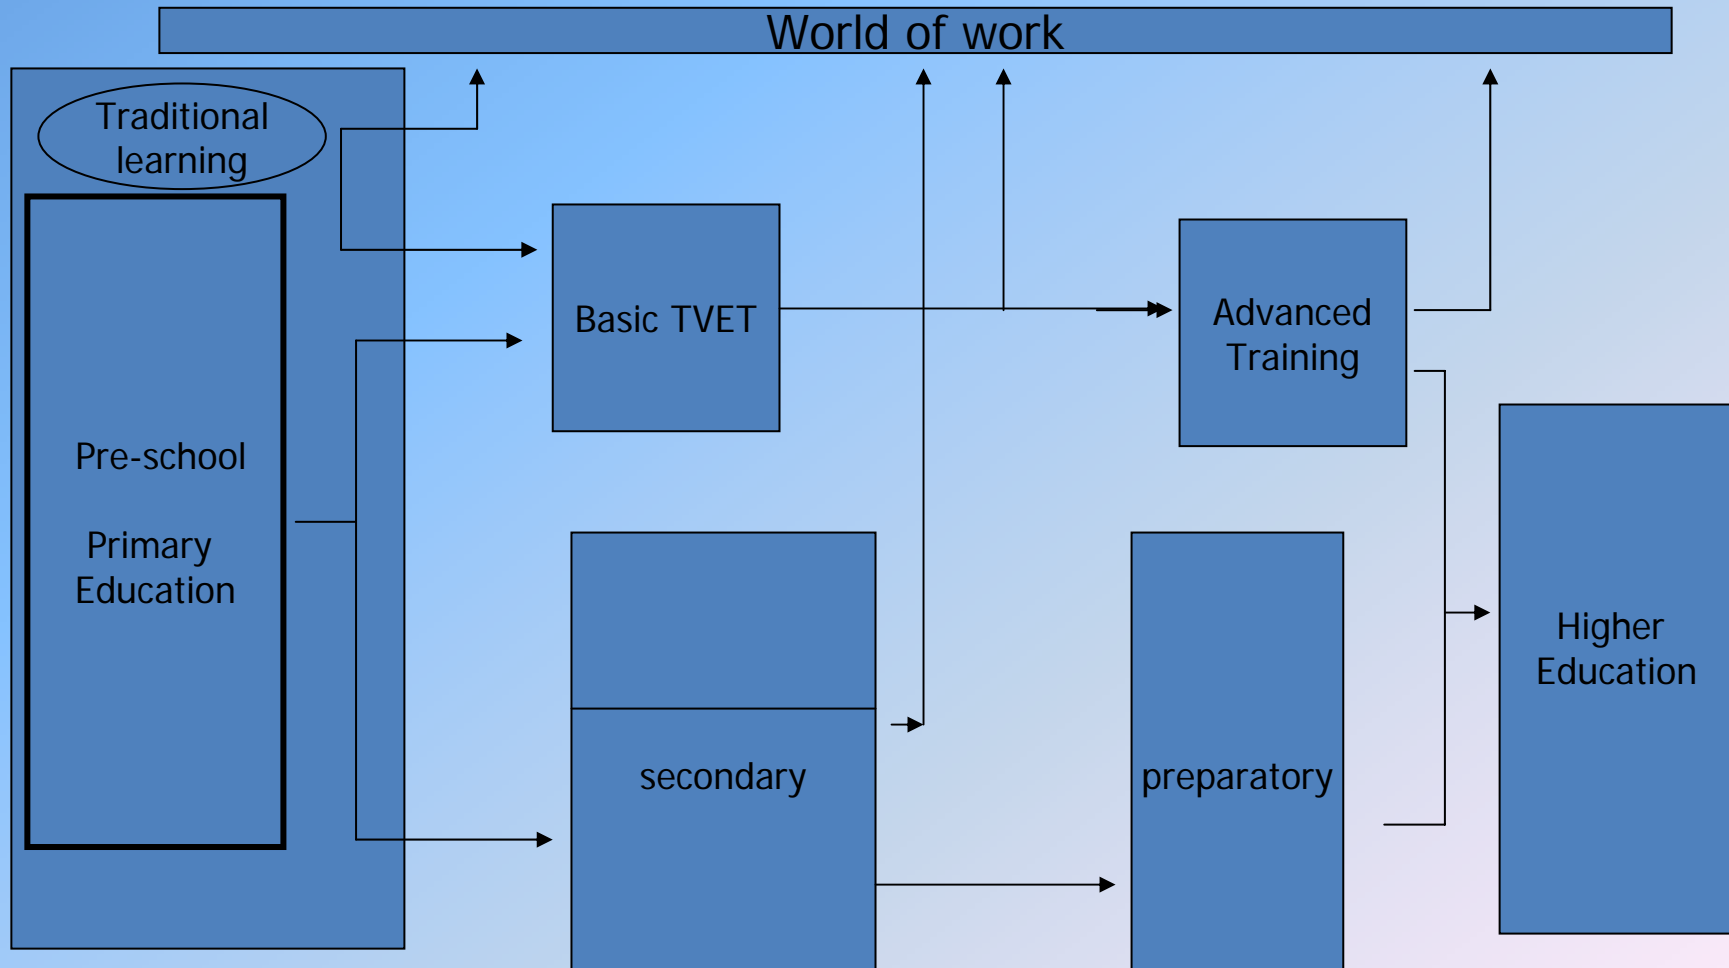 World of work
Traditional
learning
Pre-school
Primary
Education
Basic TVET
Advanced
Training
secondary
preparatory
Higher
Education